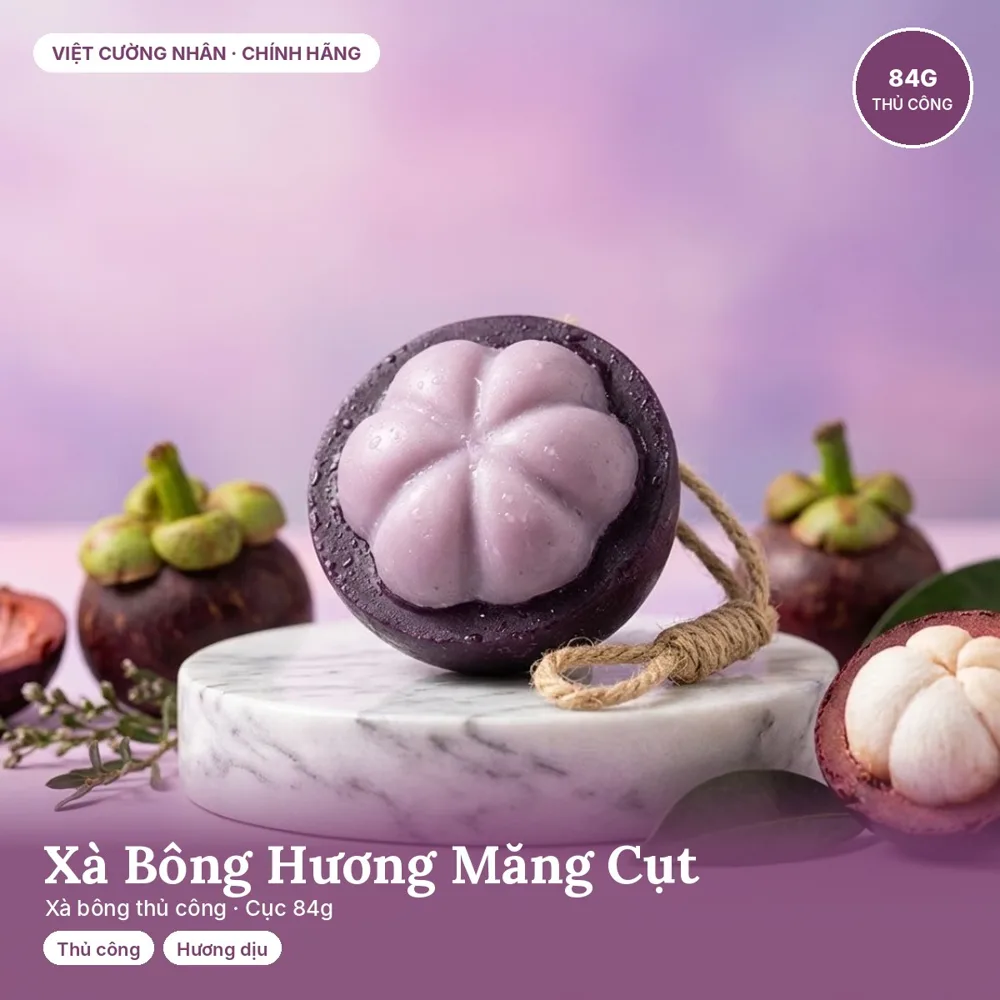 VIỆT CƯỜNG NHÂN · CHÍNH HÃNG
84G
THỦ CÔNG
Xà Bông Hương Măng Cụt
Xà bông thủ công · Cục 84g
Thủ công
Hương dịu